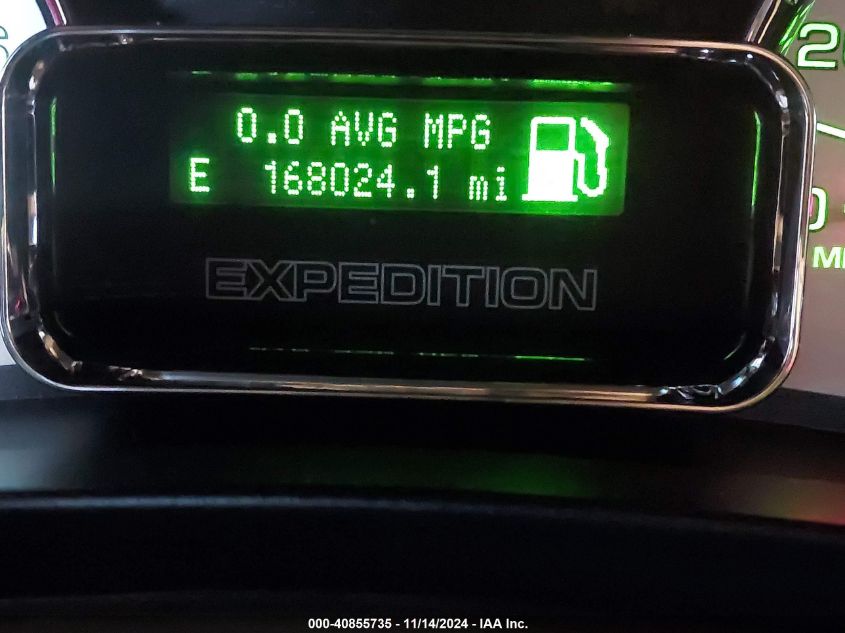 0.0 AVG MPG
E 168024.1 mi
EXPEDITION
000-40855735 - 11/14/2024 - IAA Inc.